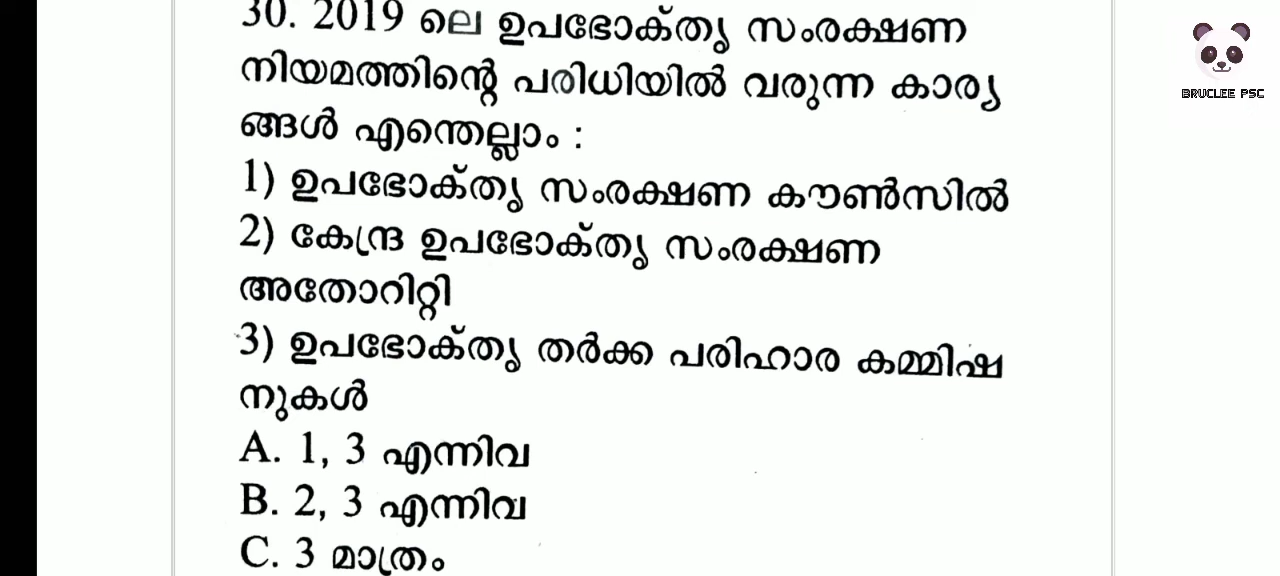 30. 2019 ലെ ഉപഭോക്തൃ സംരക്ഷണ
നിയമത്തിന്റെ പരിധിയിൽ വരുന്ന കാര്യ
ങ്ങൾ എന്തെല്ലാം :
1) ഉപഭോക്തൃ സംരക്ഷണ കൗൺസിൽ
2) കേന്ദ്ര ഉപഭോക്തൃ സംരക്ഷണ
അതോറിറ്റി
3) ഉപഭോക്തൃ തർക്ക പരിഹാര കമ്മിഷ
നുകൾ
A. 1, 3 എന്നിവ
B. 2, 3 എന്നിവ
C. 3 മാത്രം
BRUCLEE PSC